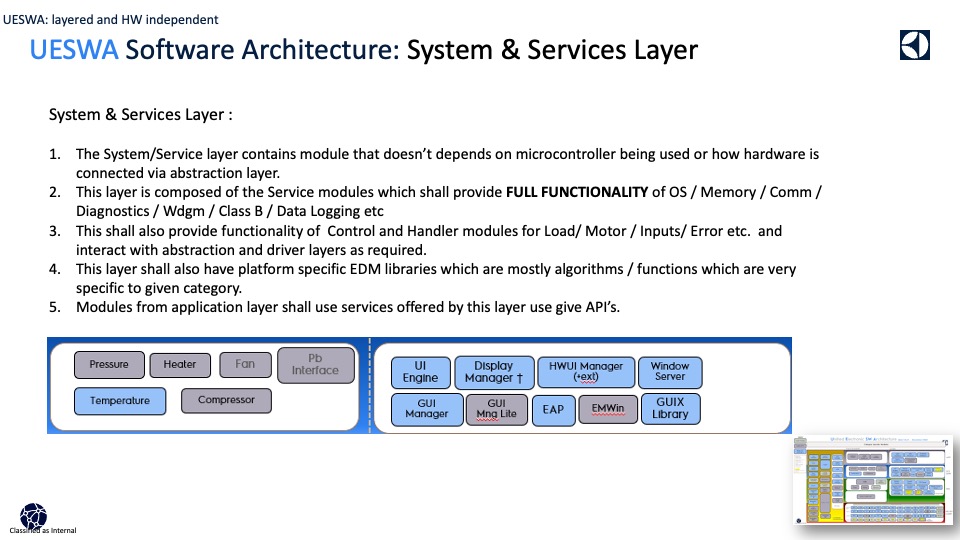 UESWA: layered and HW independent
UESWA Software Architecture: System & Services Layer
System & Services Layer :
1. The System/Service layer contains module that doesn't depends on microcontroller being used or how hardware is
connected via abstraction layer.
2. This layer is composed of the Service modules which shall provide FULL FUNCTIONALITY of OS / Memory / Comm /
Diagnostics / Wdgm / Class B / Data Logging etc
3. This shall also provide functionality of Control and Handler modules for Load/ Motor / Inputs/ Error etc. and
interact with abstraction and driver layers as required.
4. This layer shall also have platform specific EDM libraries which are mostly algorithms / functions which are very
specific to given category.
5. Modules from application layer shall use services offered by this layer use give API's.
Pressure
Heater
Fan
Pb
Interface
Temperature
Compressor
UI
Engine
Display
Manager †
HWUI Manager
(+ext)
Window
Server
GUI
Manager
GUI
Mng Lite
EAP
EMWin
GUIX
Library
Classified as Internal